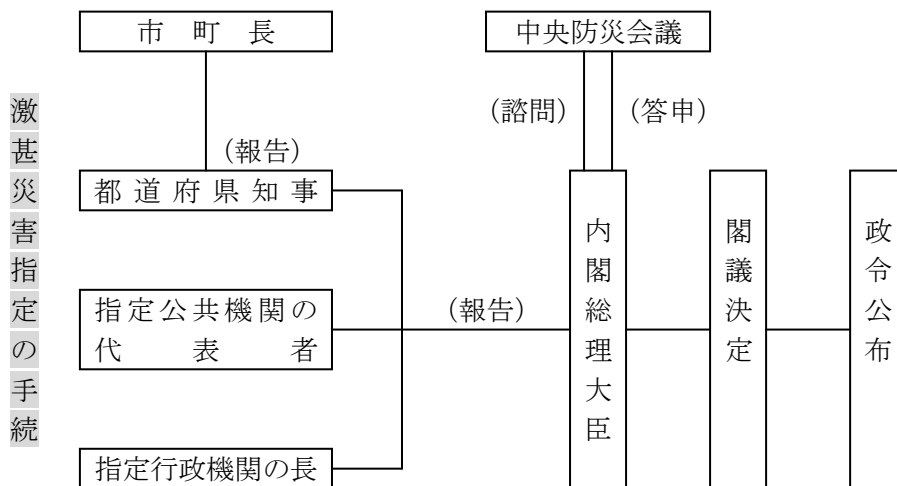 激甚災害指定の手続
市町長
中央防災会議
(諮問)
(答申)
(報告)
都道府県知事
指定公共機関の
代表者
指定行政機関の長
(報告)
内閣総理大臣
閣議決定
政令公布